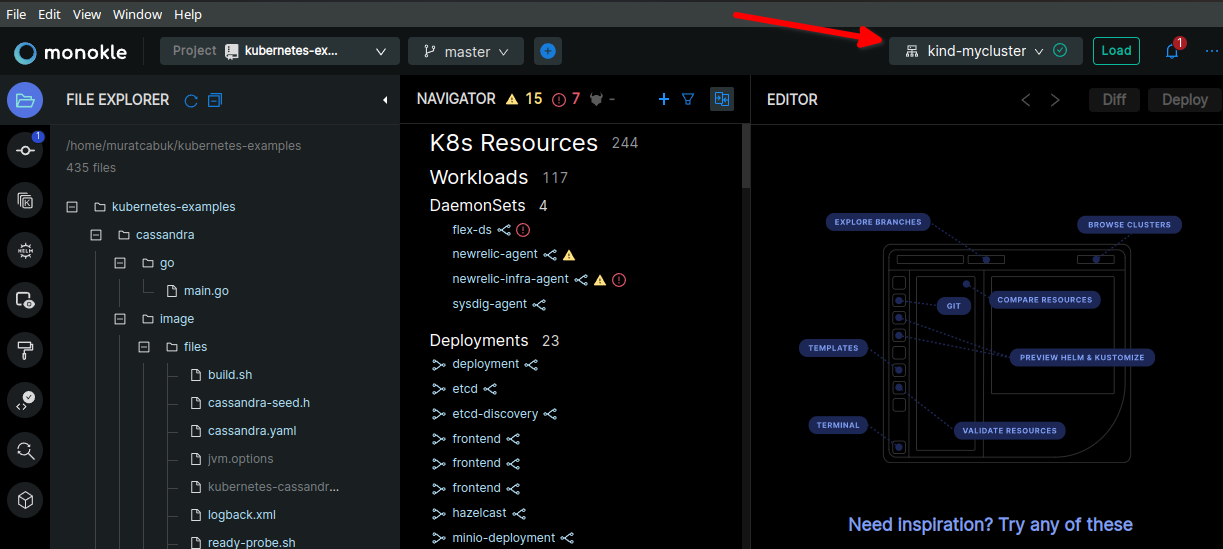 File Edit View Window Help
monokle
Project kubernetes-ex...
master
kind-mycluster
Load
1
FILE EXPLORER
NAVIGATOR 15 7 -
EDITOR
Diff
Deploy
1
/home/muratcabuk/kubernetes-examples
435 files
kubernetes-examples
cassandra
go
main.go
image
files
build.sh
cassandra-seed.h
cassandra.yaml
jvm.options
kubernetes-cassandr...
logback.xml
ready-probe.sh
K8s Resources 244
Workloads 117
DaemonSets 4
flex-ds
newrelic-agent
newrelic-infra-agent
sysdig-agent
Deployments 23
deployment
etcd
etcd-discovery
frontend
frontend
frontend
hazelcast
minio-deployment
EXPLORE BRANCHES
BROWSE CLUSTERS
GIT
COMPARE RESOURCES
TEMPLATES
PREVIEW HELM & KUSTOMIZE
TERMINAL
VALIDATE RESOURCES
Need inspiration? Try any of these